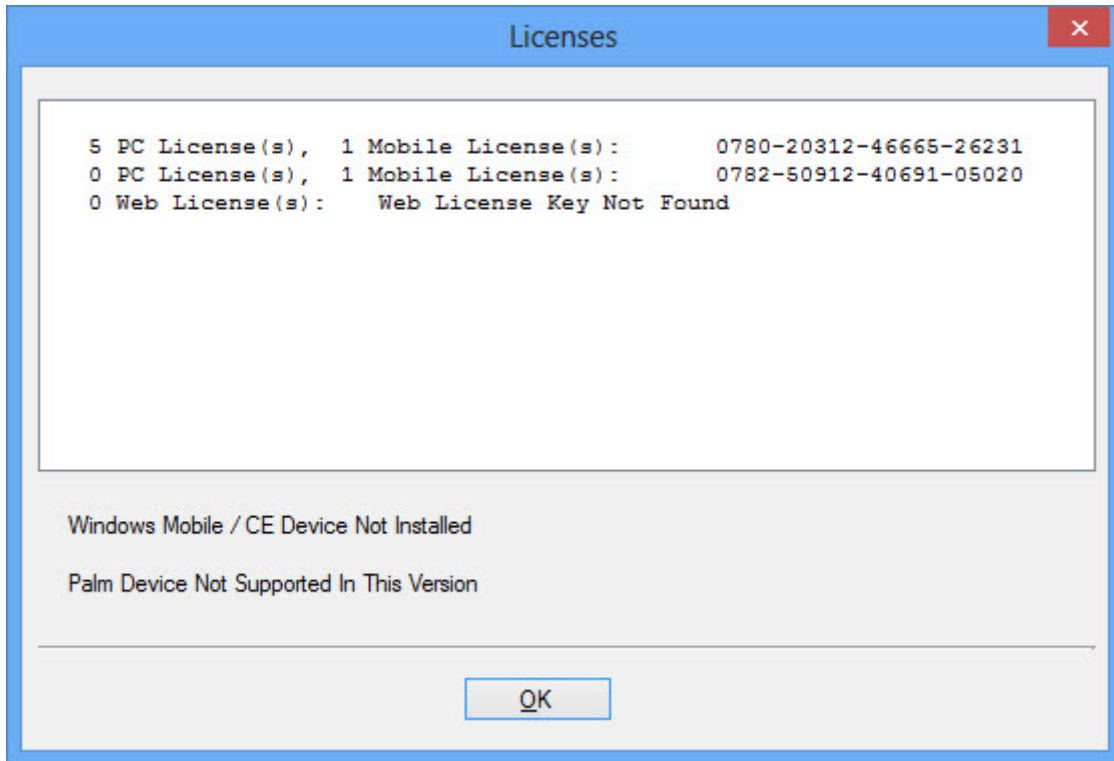 Licenses
5 PC License(s), 1 Mobile License(s): 0780-20312-46665-26231
0 PC License(s), 1 Mobile License(s): 0782-50912-40691-05020
0 Web License(s): Web License Key Not Found
Windows Mobile / CE Device Not Installed
Palm Device Not Supported In This Version
OK